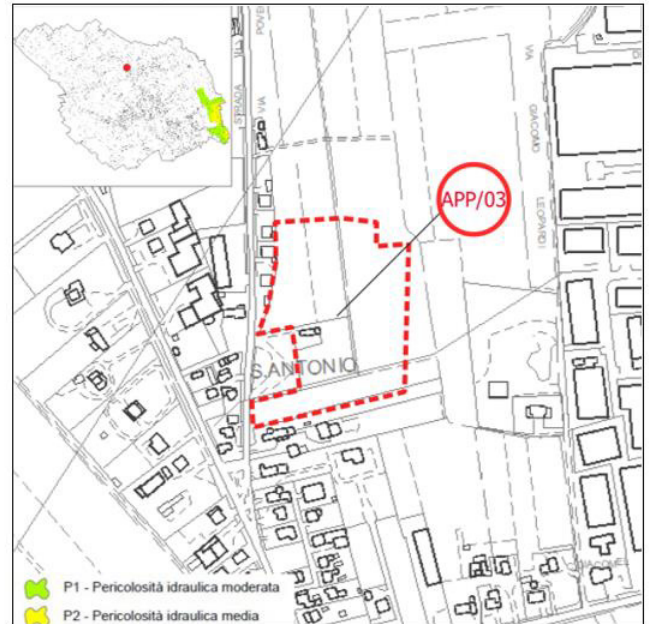 STRADA
VIA
POVE
VIA
GIACOMO
LEOPARDI
APP/03
S.ANTONIO
P1 - Pericolosità idraulica moderata
P2 - Pericolosità idraulica media